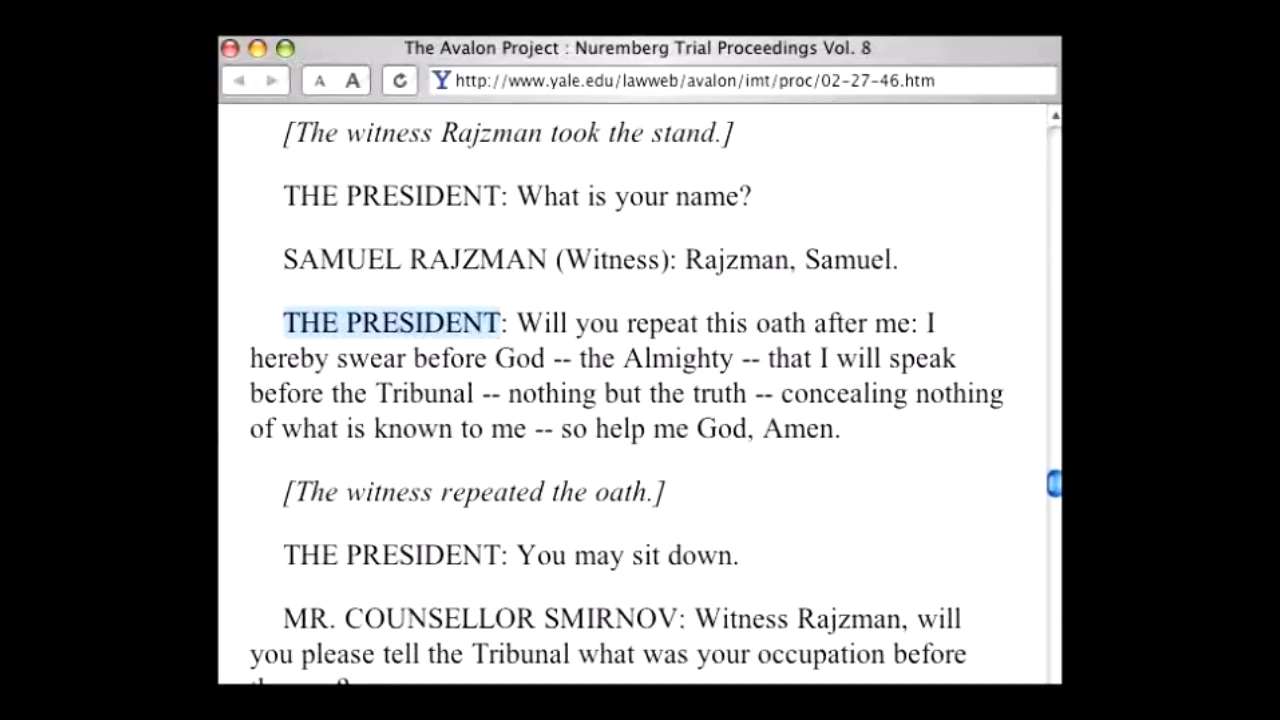 The Avalon Project : Nuremberg Trial Proceedings Vol. 8
A A http://www.yale.edu/lawweb/avalon/imt/proc/02-27-46.htm
[The witness Rajzman took the stand.]
THE PRESIDENT: What is your name?
SAMUEL RAJZMAN (Witness): Rajzman, Samuel.
THE PRESIDENT: Will you repeat this oath after me: I
hereby swear before God -- the Almighty -- that I will speak
before the Tribunal -- nothing but the truth -- concealing nothing
of what is known to me -- so help me God, Amen.
[The witness repeated the oath.]
THE PRESIDENT: You may sit down.
MR. COUNSELLOR SMIRNOV: Witness Rajzman, will
you please tell the Tribunal what was your occupation before